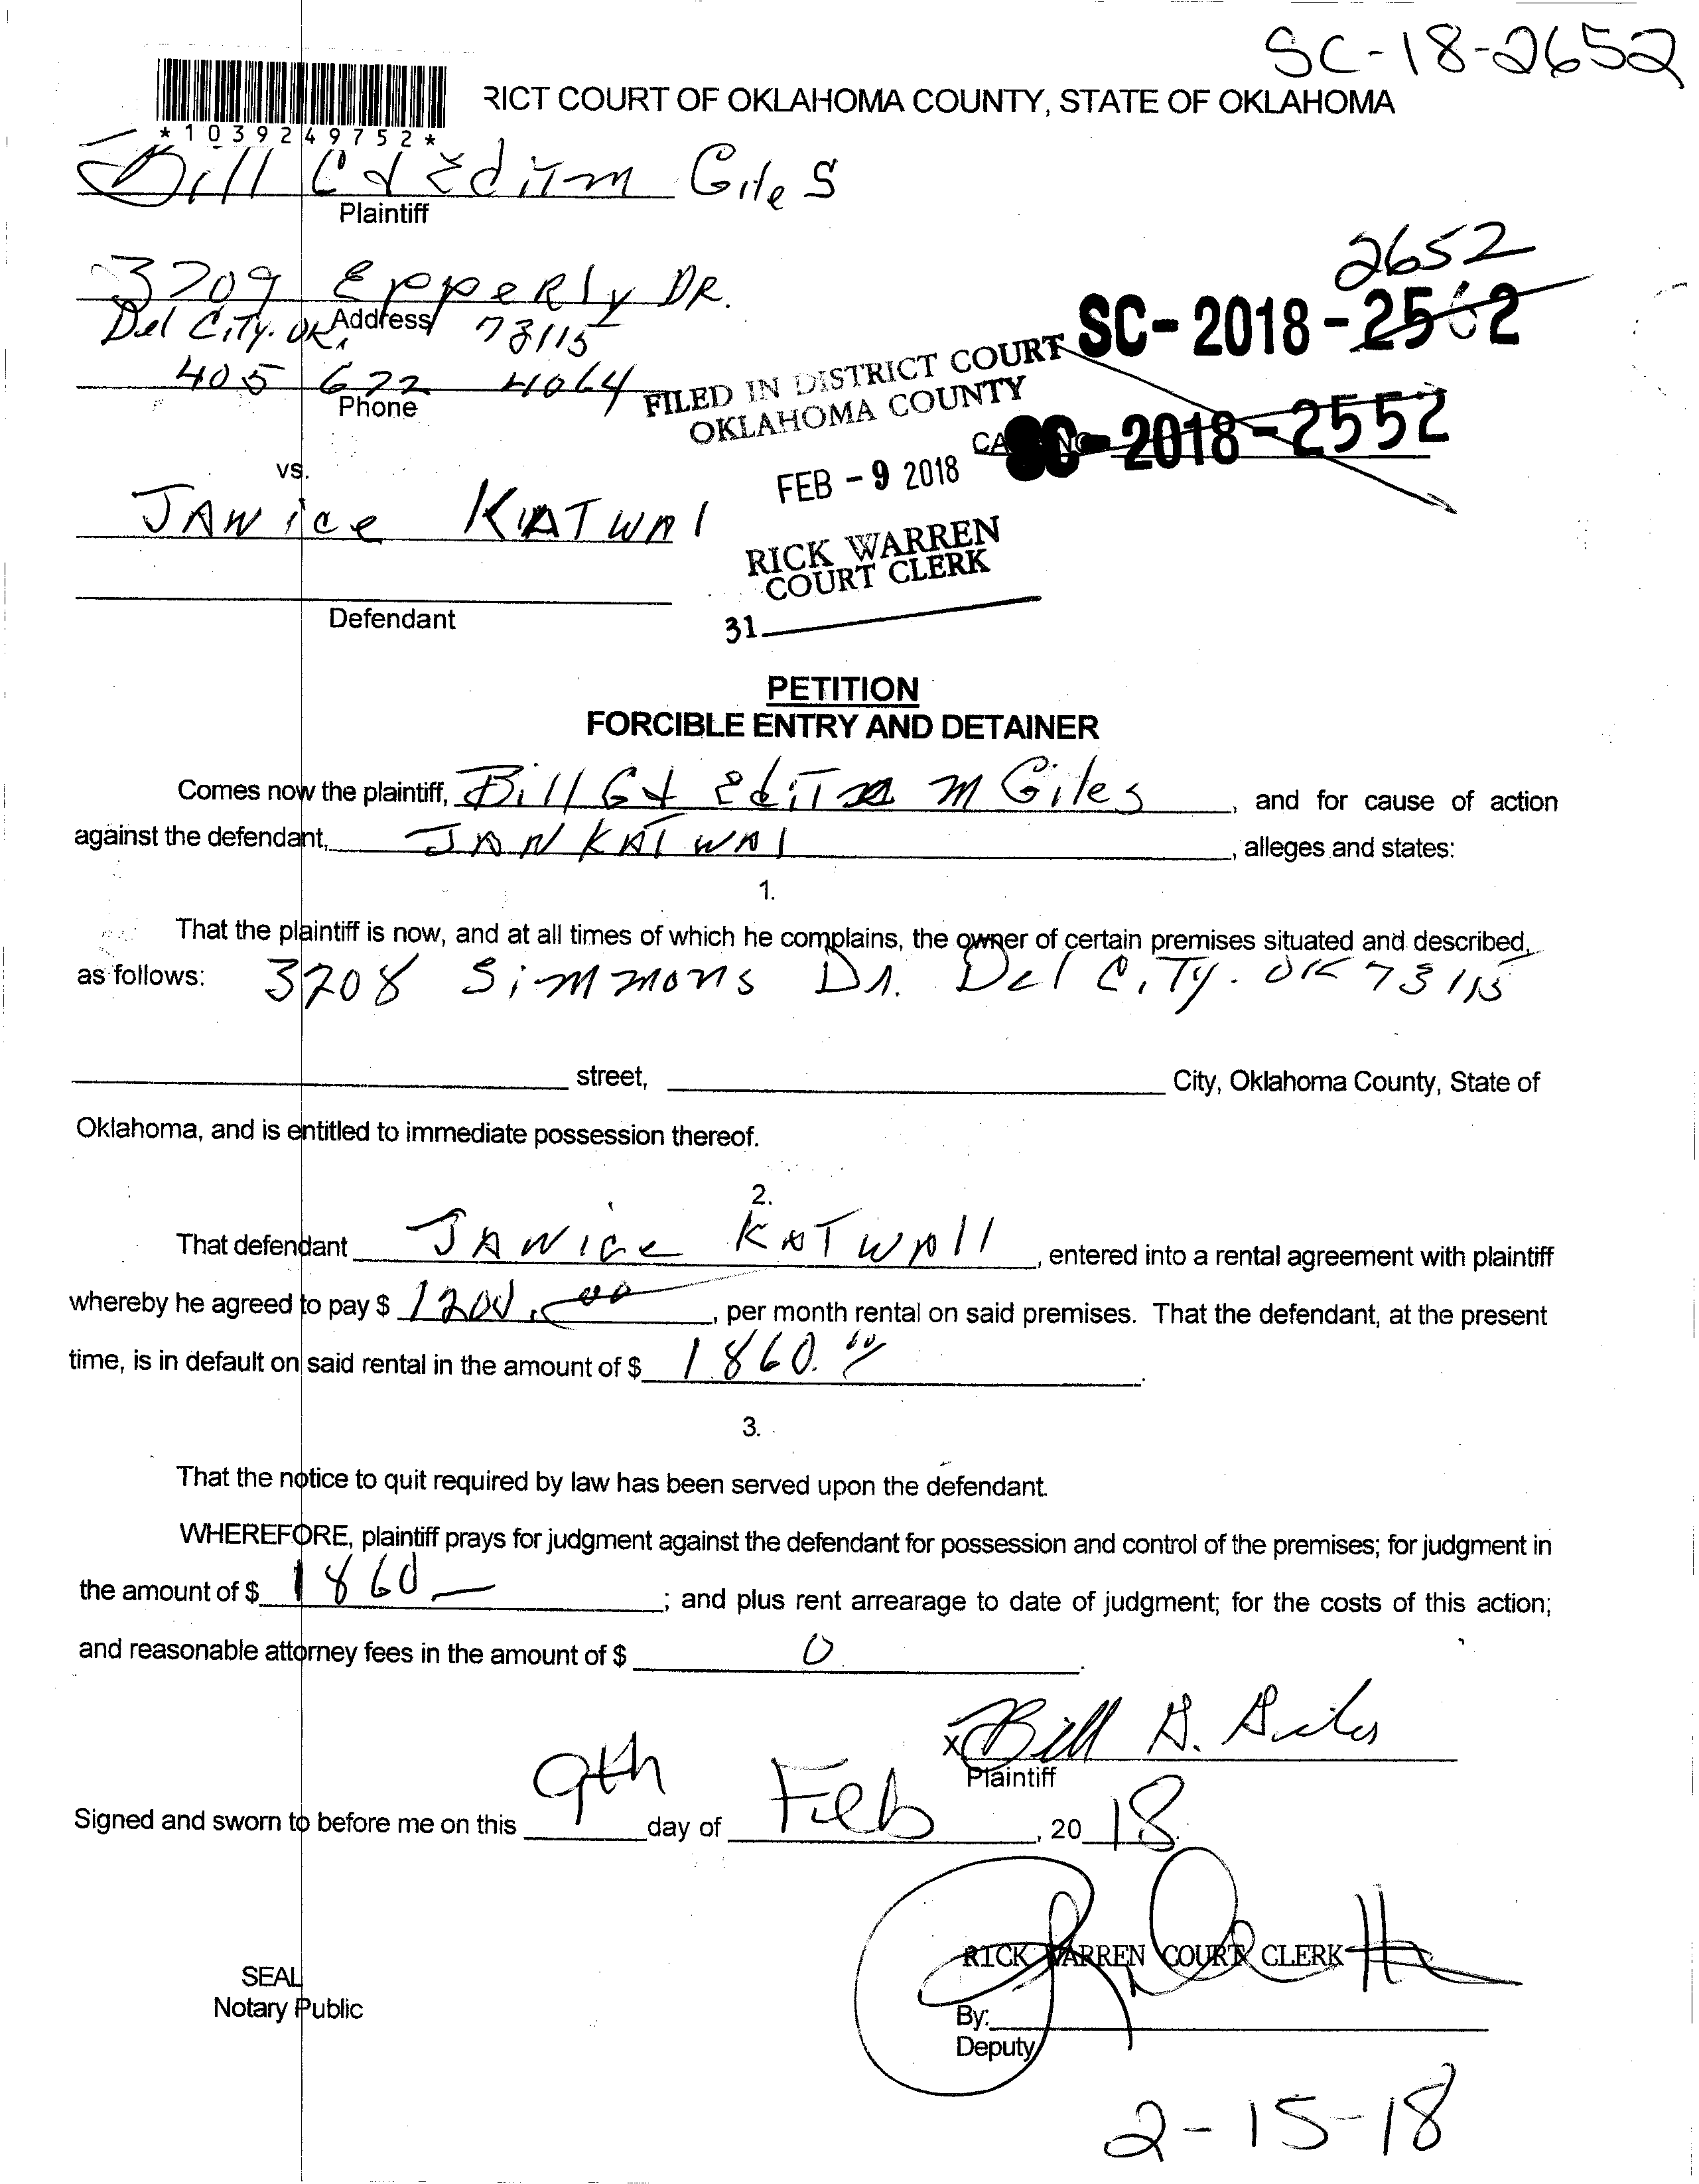 SC-18-2652
RICT COURT OF OKLAHOMA COUNTY, STATE OF OKLAHOMA
*1039249752*
Bill G & Edith m Giles
Plaintiff
3709 Epperly DR.
Address
Del City. OK. 73115
405 677 4064
Phone
2652
SC-2018-2562
FILED IN DISTRICT COURT
OKLAHOMA COUNTY
SC-2018-2552
FEB - 9 2018
vs.
JANice KATWAl
RICK WARREN
COURT CLERK
Defendant
31
PETITION
FORCIBLE ENTRY AND DETAINER
Comes now the plaintiff, Bill G & Edith m Giles, and for cause of action
against the defendant, JAN KATWAl, alleges and states:
1.
That the plaintiff is now, and at all times of which he complains, the owner of certain premises situated and described,
as follows: 3708 Simmons Dr. Del City. OK 73115
street, City, Oklahoma County, State of
Oklahoma, and is entitled to immediate possession thereof.
2.
That defendant JANice KATWAll, entered into a rental agreement with plaintiff
whereby he agreed to pay $ 1200.00, per month rental on said premises. That the defendant, at the present
time, is in default on said rental in the amount of $ 1860.00.
3.
That the notice to quit required by law has been served upon the defendant.
WHEREFORE, plaintiff prays for judgment against the defendant for possession and control of the premises; for judgment in
the amount of $ 1860—; and plus rent arrearage to date of judgment; for the costs of this action;
and reasonable attorney fees in the amount of $ 0.
X Bill G. Giles
Plaintiff
Signed and sworn to before me on this 9th day of Feb, 2018
RICK WARREN COURT CLERK
SEAL
Notary Public
By:
Deputy
2-15-18